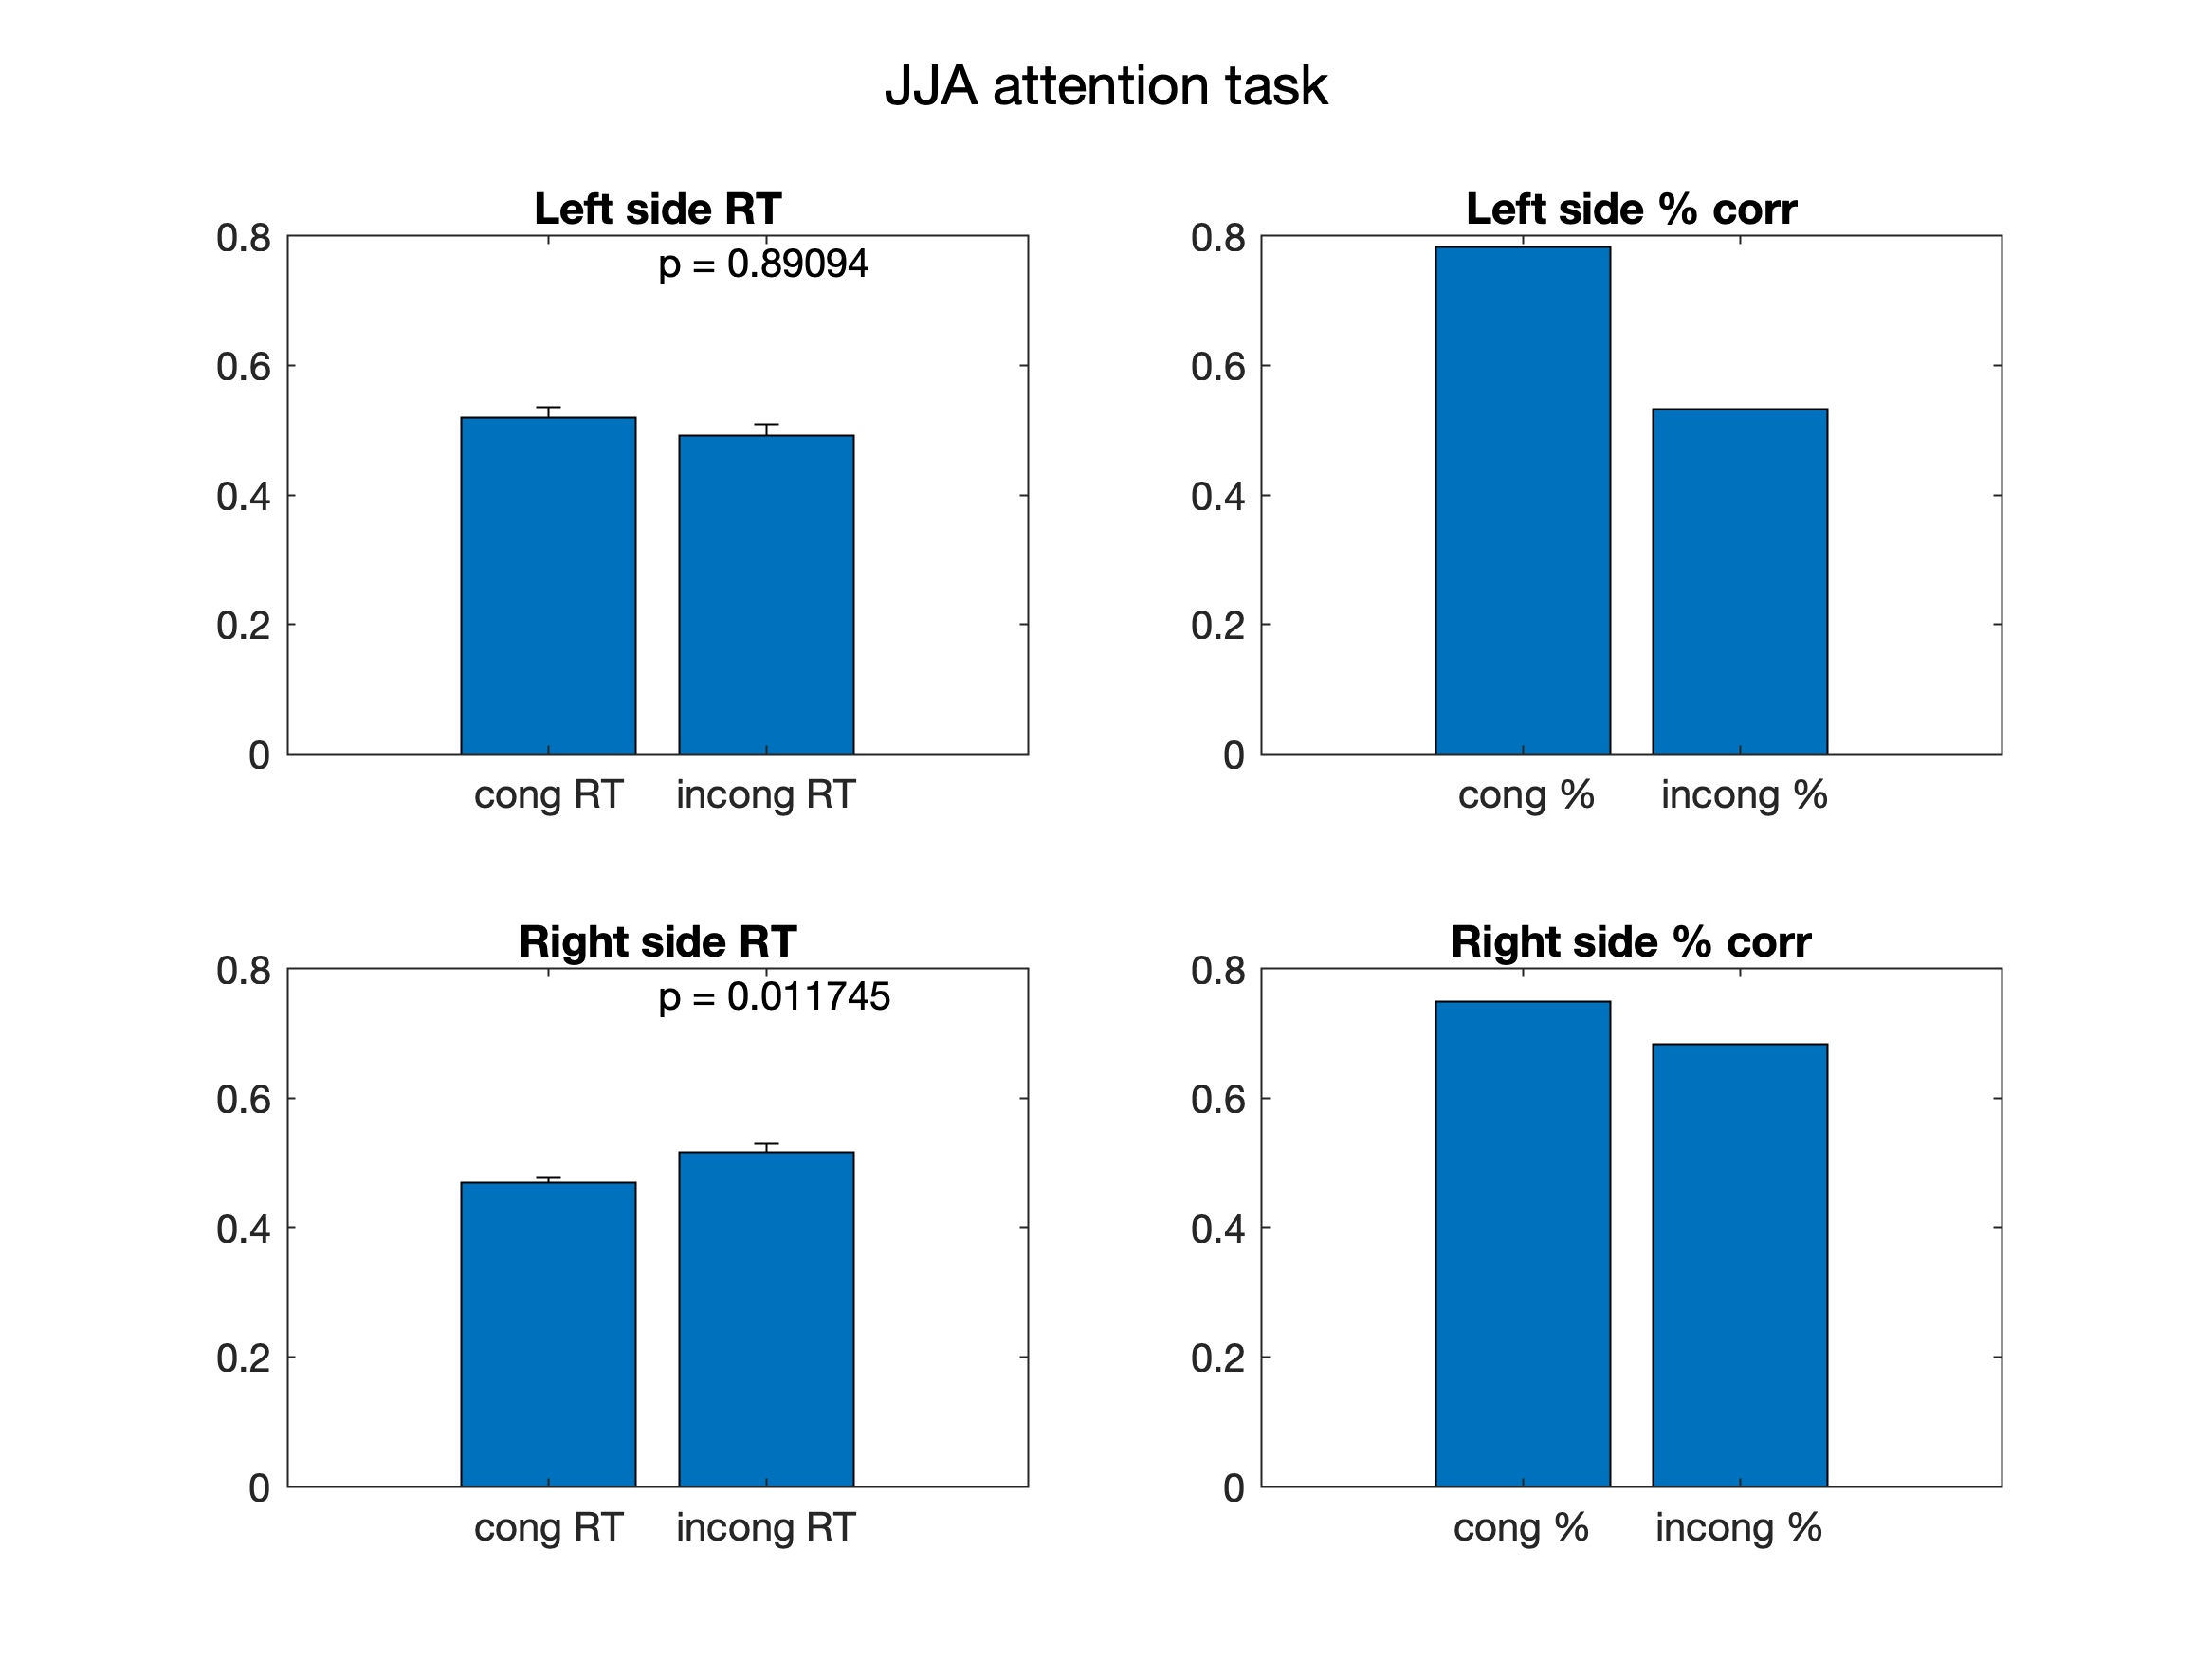 JJA attention task
Left side RT
0.8
0.6
0.4
0.2
0
p = 0.89094
cong RT incong RT
Left side % corr
0.8
0.6
0.4
0.2
0
cong % incong %
Right side RT
0.8
0.6
0.4
0.2
0
p = 0.011745
cong RT incong RT
Right side % corr
0.8
0.6
0.4
0.2
0
cong % incong %